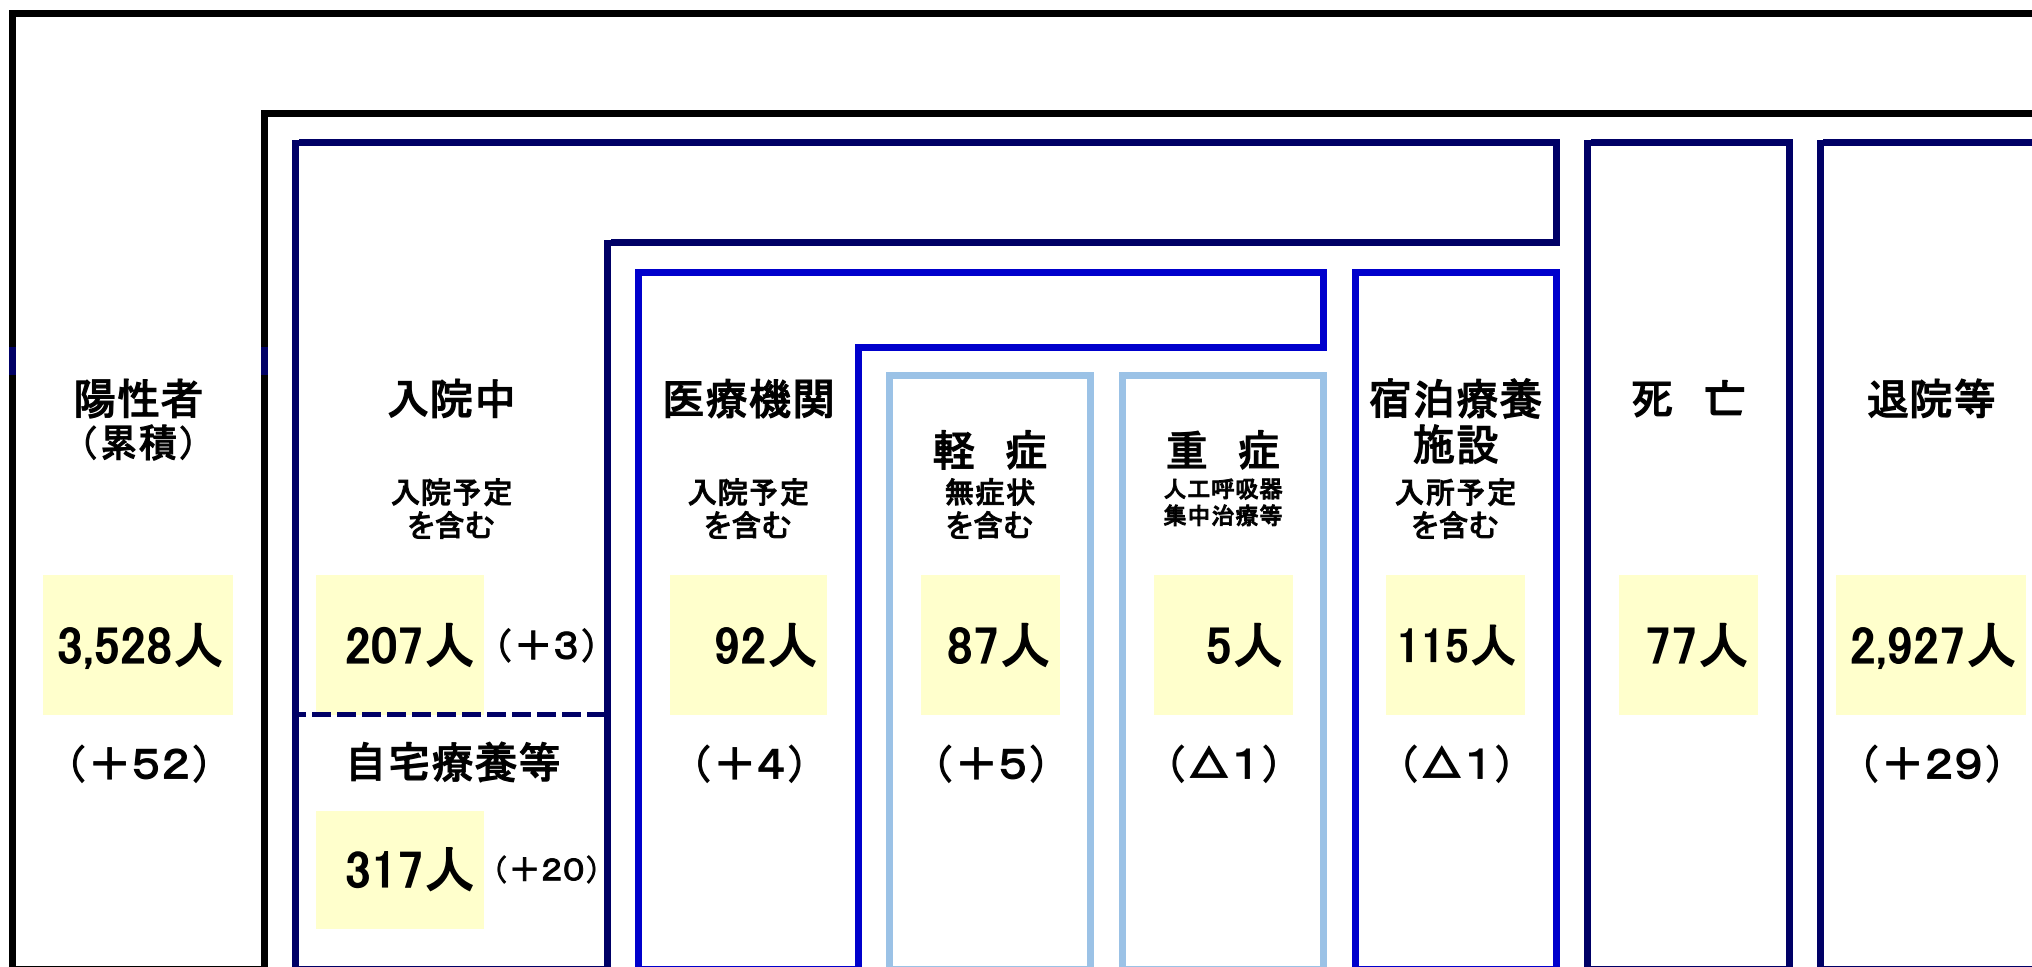 陽性者
（累積）
3,528人
（＋52）
入院中
入院予定
を含む
207人 （＋3）
自宅療養等
317人 （＋20）
医療機関
入院予定
を含む
92人
（＋4）
軽　症
無症状
を含む
87人
（＋5）
重　症
人工呼吸器
集中治療等
5人
（△1）
宿泊療養
施設
入所予定
を含む
115人
（△1）
死　亡
77人
退院等
2,927人
（＋29）